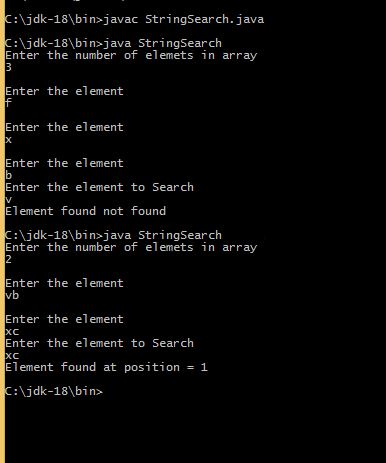 C:\jdk-18\bin>javac StringSearch.java
C:\jdk-18\bin>java StringSearch
Enter the number of elemets in array
3
Enter the element
f
Enter the element
x
Enter the element
b
Enter the element to Search
v
Element found not found
C:\jdk-18\bin>java StringSearch
Enter the number of elemets in array
2
Enter the element
vb
Enter the element
xc
Enter the element to Search
xc
Element found at position = 1
C:\jdk-18\bin>